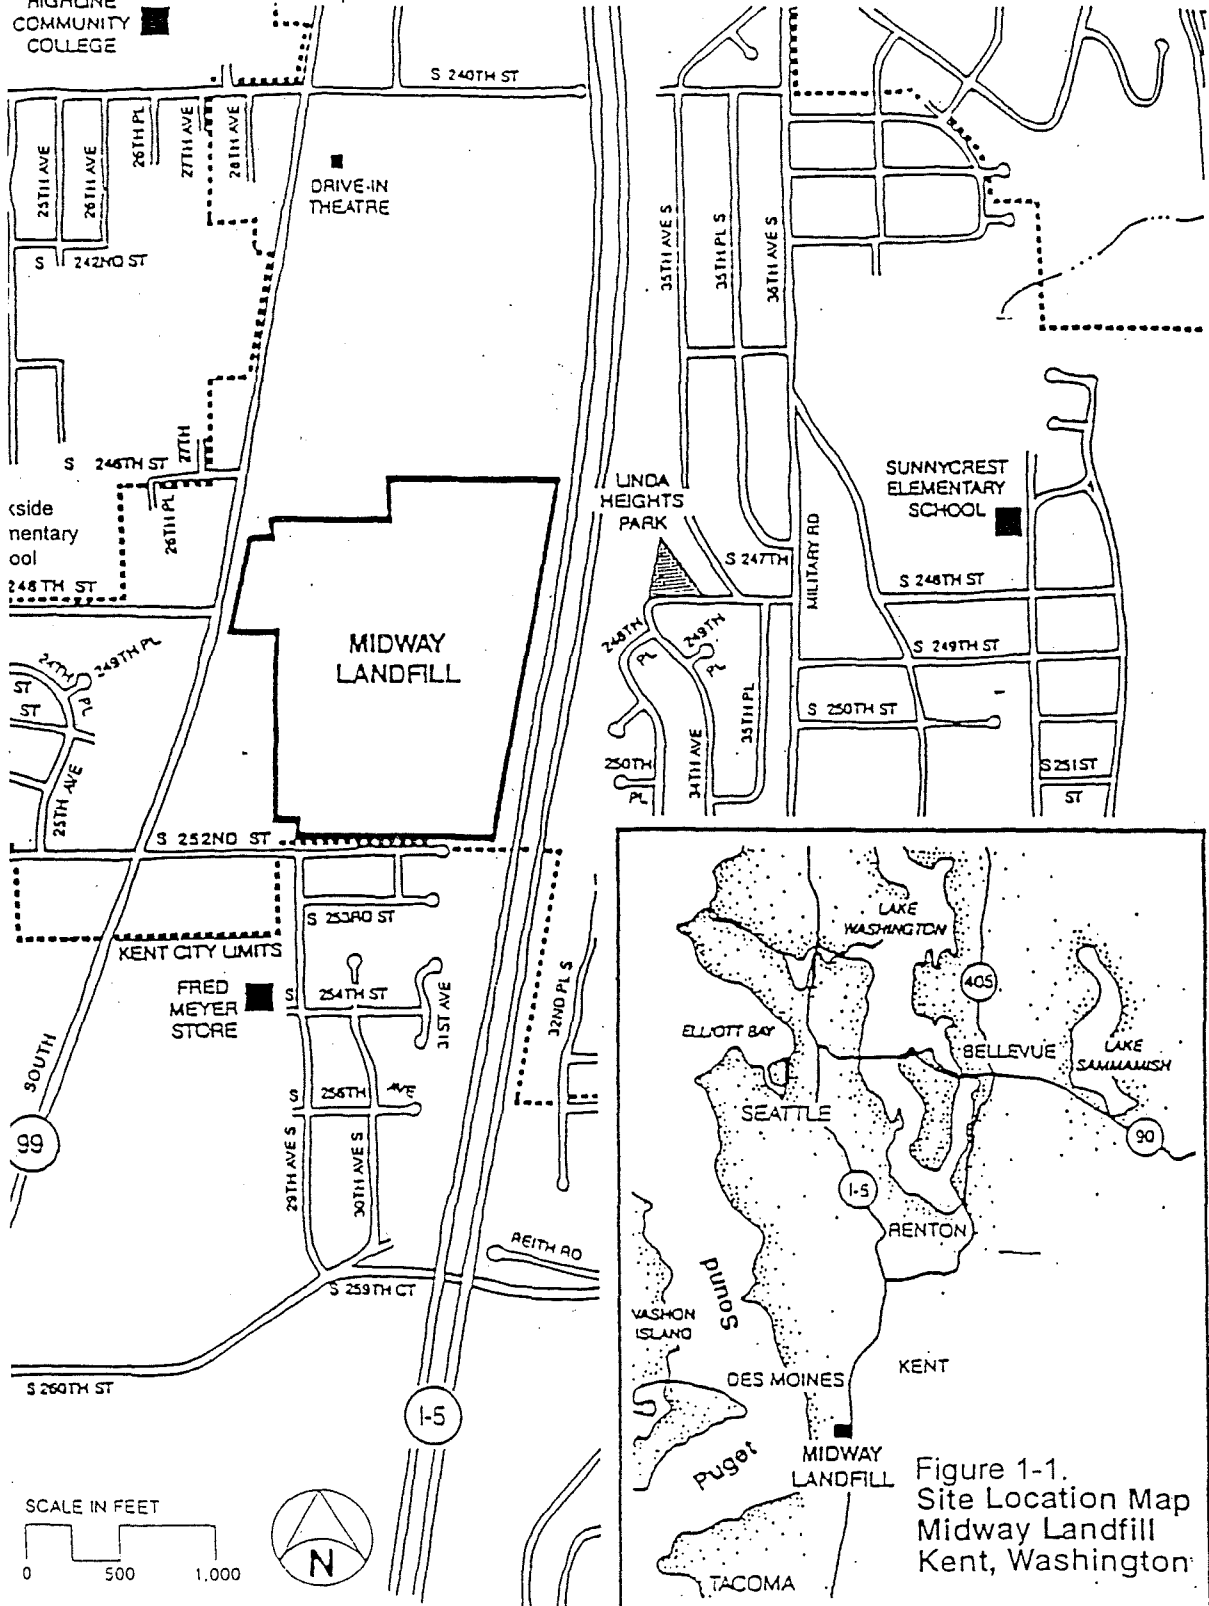 HIGHLINE
COMMUNITY
COLLEGE
S 240TH ST
25TH AVE
26TH AVE
26TH PL
27TH AVE
28TH AVE
DRIVE-IN
THEATRE
S 242ND ST
35TH AVE S
35TH PL S
36TH AVE S
S 246TH ST
27TH
26TH PL
kside
mentary
ool
248TH ST
LINDA
HEIGHTS
PARK
SUNNYCREST
ELEMENTARY
SCHOOL
S 247TH
MILITARY RD
S 248TH ST
MIDWAY
LANDFILL
24TH
PL
249TH PL
ST
ST
25TH AVE
248TH
PL
249TH
PL
S 249TH ST
35TH PL
34TH AVE
S 250TH ST
250TH
PL
S 251ST
ST
S 252ND ST
S 253RD ST
KENT CITY LIMITS
FRED
MEYER
STORE
S 254TH ST
31ST AVE
32ND PL S
S 256TH AVE
29TH AVE S
30TH AVE S
SOUTH
99
REITH RD
S 259TH CT
S 260TH ST
I-5
SCALE IN FEET
0 500 1,000
N
LAKE
WASHINGTON
405
ELLIOTT BAY
BELLEVUE
LAKE
SAMMAMISH
SEATTLE
90
I-5
RENTON
Puget Sound
VASHON
ISLAND
KENT
DES MOINES
MIDWAY
LANDFILL
TACOMA
Figure 1-1.
Site Location Map
Midway Landfill
Kent, Washington